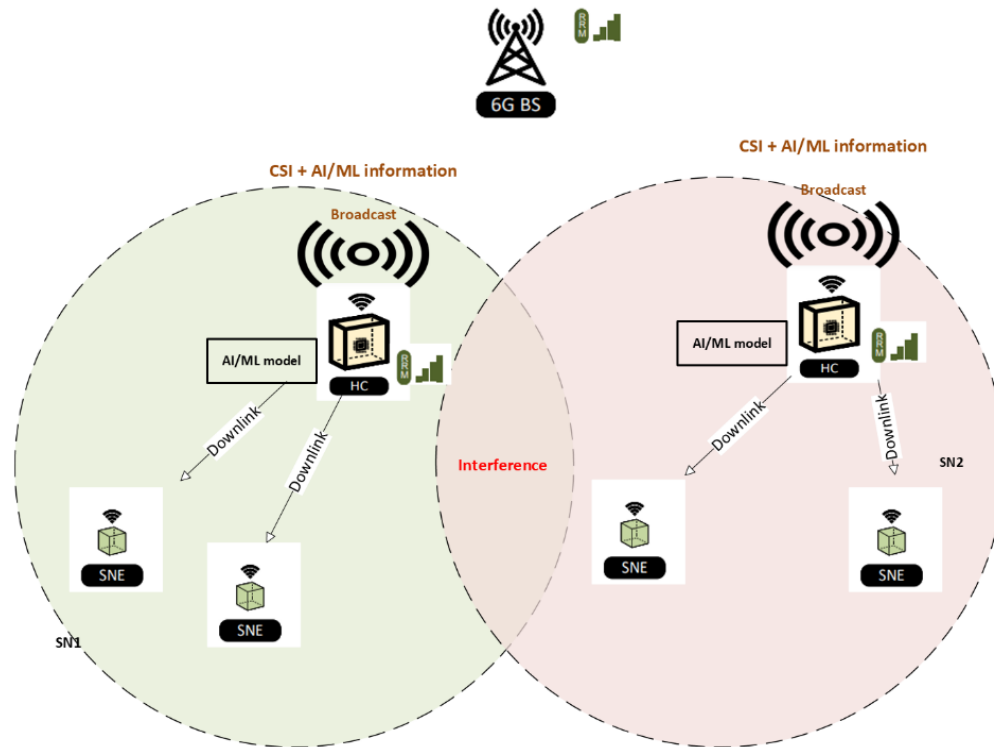 RRM
6G BS
CSI + AI/ML information
Broadcast
AI/ML model
HC
RRM
Downlink
Downlink
SNE
SNE
SN1
Interference
CSI + AI/ML information
Broadcast
AI/ML model
HC
RRM
Downlink
Downlink
SN2
SNE
SNE